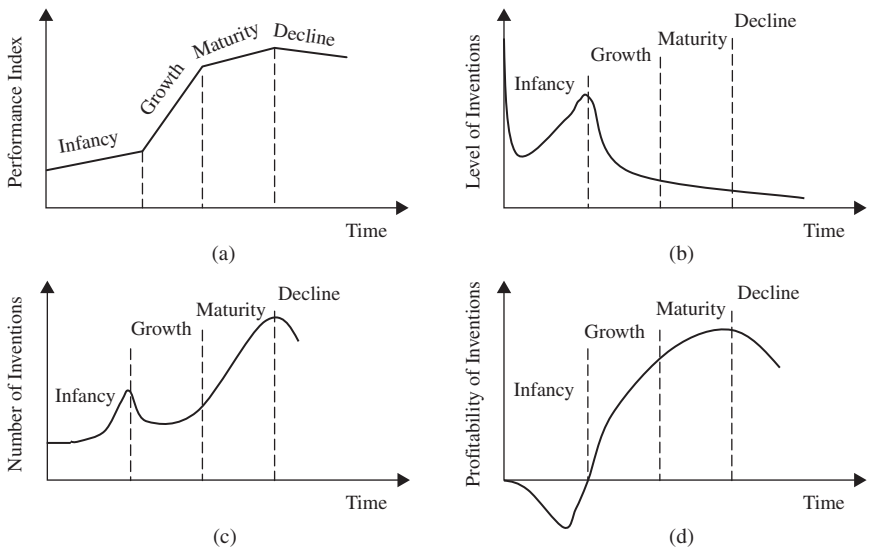 Performance Index
Infancy
Growth
Maturity
Decline
Time
(a)
Level of Inventions
Infancy
Growth
Maturity
Decline
Time
(b)
Number of Inventions
Infancy
Growth
Maturity
Decline
Time
(c)
Profitability of Inventions
Infancy
Growth
Maturity
Decline
Time
(d)